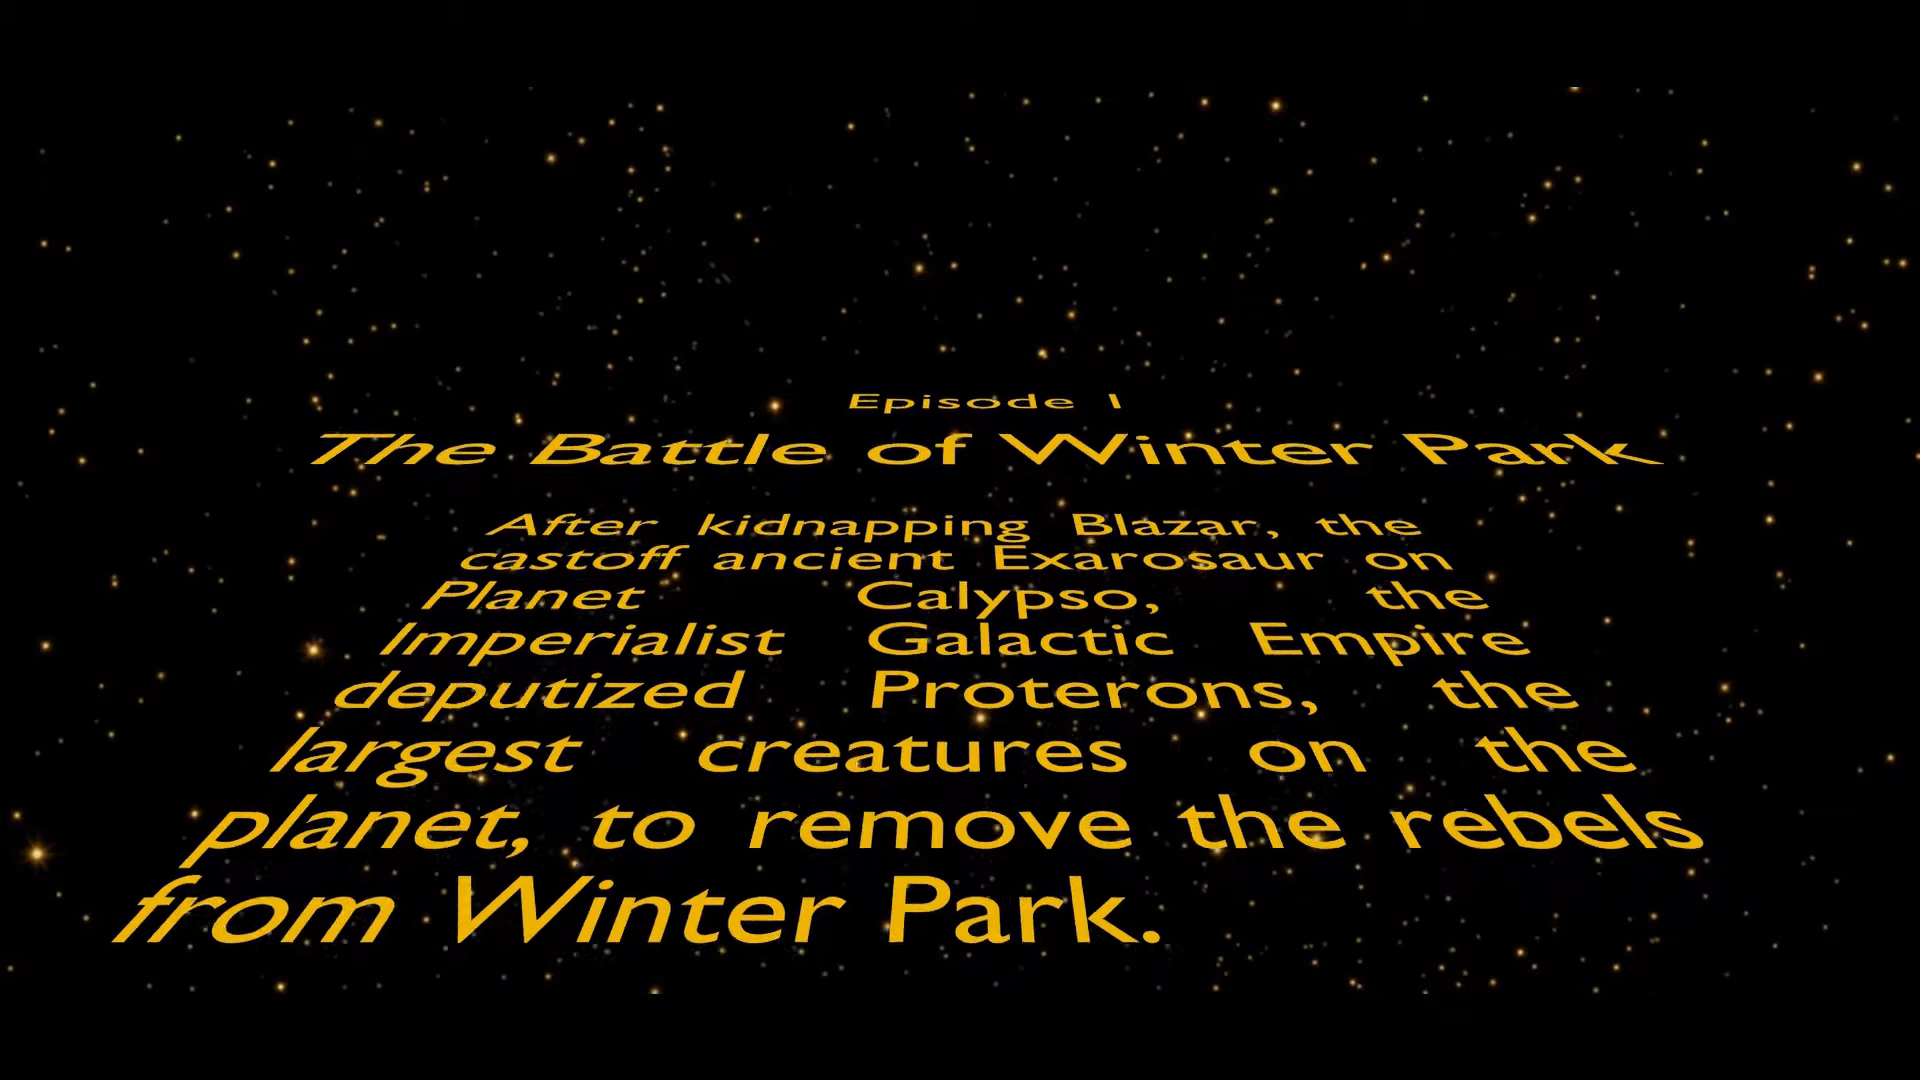 Episode I
The Battle of Winter Park
After kidnapping Blazar, the
castoff ancient Exarosaur on
Planet Calypso, the
Imperialist Galactic Empire
deputized Proterons, the
largest creatures on the
planet, to remove the rebels
from Winter Park.